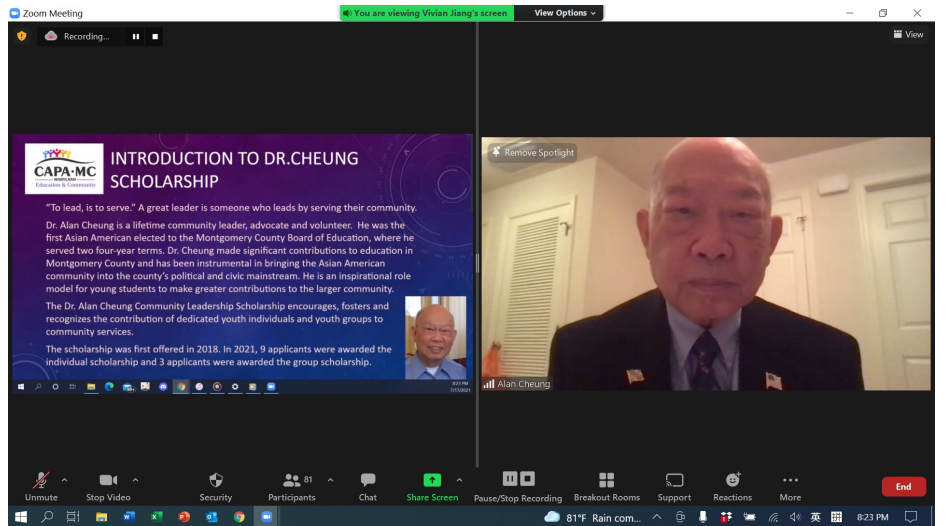 Zoom Meeting
You are viewing Vivian Jiang's screen
View Options
Recording...
View
CAPA-MC
MARYLAND
Education & Community
INTRODUCTION TO DR.CHEUNG
SCHOLARSHIP
"To lead, is to serve." A great leader is someone who leads by serving their community.
Dr. Alan Cheung is a lifetime community leader, advocate and volunteer. He was the
first Asian American elected to the Montgomery County Board of Education, where he
served two four-year terms. Dr. Cheung made significant contributions to education in
Montgomery County and has been instrumental in bringing the Asian American
community into the county's political and civic mainstream. He is an inspirational role
model for young students to make greater contributions to the larger community.
The Dr. Alan Cheung Community Leadership Scholarship encourages, fosters and
recognizes the contribution of dedicated youth individuals and youth groups to
community services.
The scholarship was first offered in 2018. In 2021, 9 applicants were awarded the
individual scholarship and 3 applicants were awarded the group scholarship.
8:23 PM
7/17/2021
Remove Spotlight
Alan Cheung
Unmute
Stop Video
Security
81
Participants
Chat
Share Screen
Pause/Stop Recording
Breakout Rooms
Support
Reactions
More
End
81°F Rain com...
英
8:23 PM